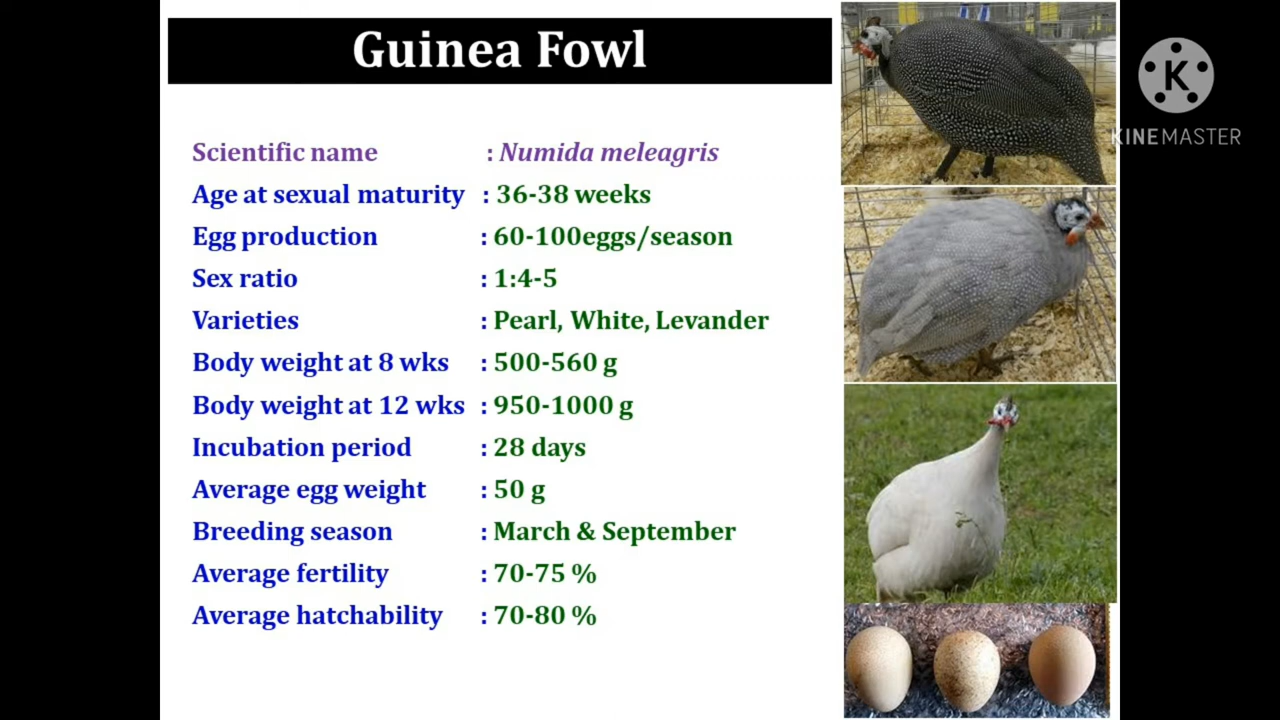 Guinea Fowl
Scientific name : Numida meleagris
Age at sexual maturity : 36-38 weeks
Egg production : 60-100eggs/season
Sex ratio : 1:4-5
Varieties : Pearl, White, Levander
Body weight at 8 wks : 500-560 g
Body weight at 12 wks : 950-1000 g
Incubation period : 28 days
Average egg weight : 50 g
Breeding season : March & September
Average fertility : 70-75 %
Average hatchability : 70-80 %
K
KINEMASTER